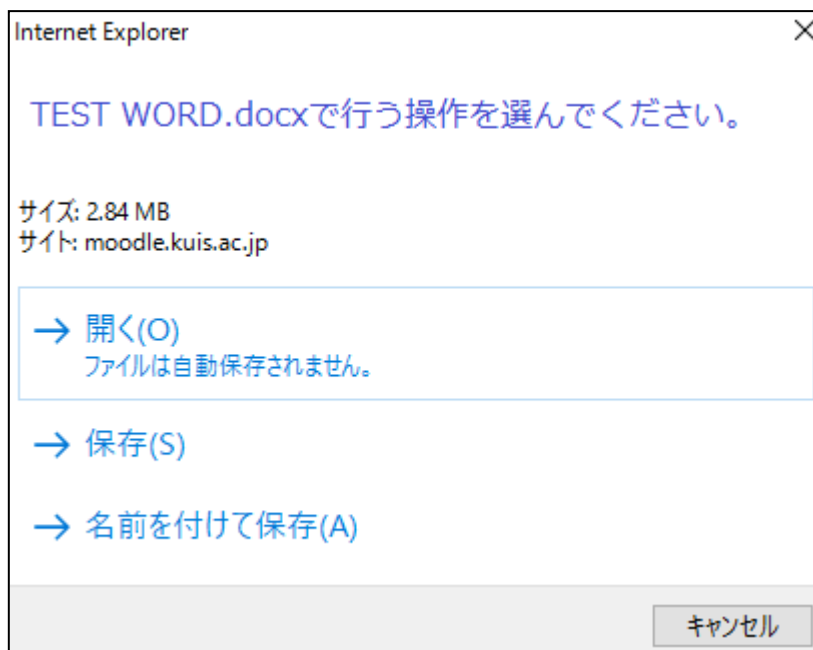 Internet Explorer
TEST WORD.docxで行う操作を選んでください。
サイズ: 2.84 MB
サイト: moodle.kuis.ac.jp
→ 開く(O)
ファイルは自動保存されません。
→ 保存(S)
→ 名前を付けて保存(A)
キャンセル